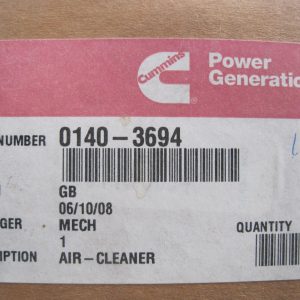 Cummins
Power
Generatio
NUMBER 0140-3694
GB
06/10/08
GER MECH QUANTITY
1
IPTION AIR-CLEANER